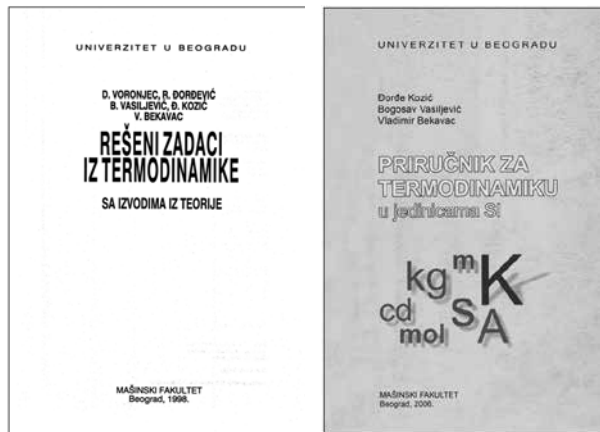 UNIVERZITET U BEOGRADU
D. VORONJEC, R. ĐORĐEVIĆ,
B. VASILJEVIĆ, Đ. KOZIĆ
V. BEKAVAC
REŠENI ZADACI
IZ TERMODINAMIKE
SA IZVODIMA IZ TEORIJE
MAŠINSKI FAKULTET
Beograd, 1998.
UNIVERZITET U BEOGRADU
Đorđe Kozić
Bogosav Vasiljević
Vladimir Bekavac
PRIRUČNIK ZA
TERMODINAMIKU
u jedinicama SI
kg m K
cd s A
mol
MAŠINSKI FAKULTET
Beograd, 2006.